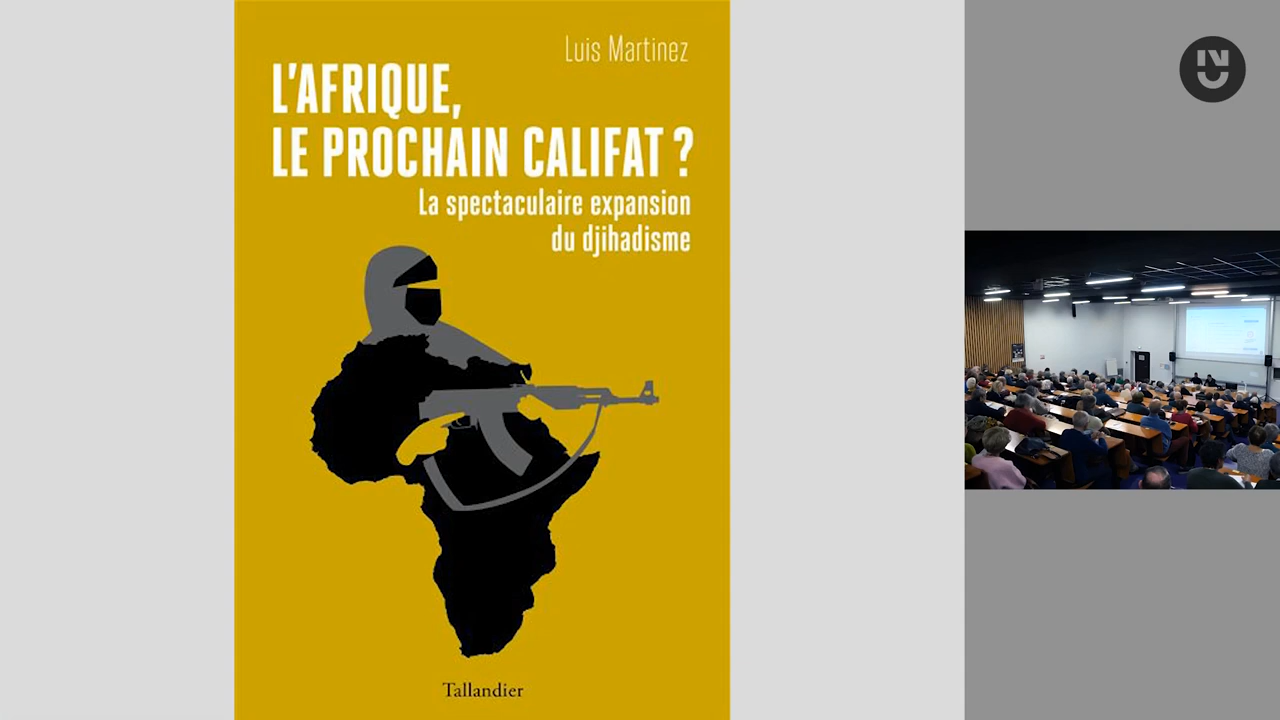 Luis Martinez
L'AFRIQUE,
LE PROCHAIN CALIFAT ?
La spectaculaire expansion
du djihadisme
Tallandier